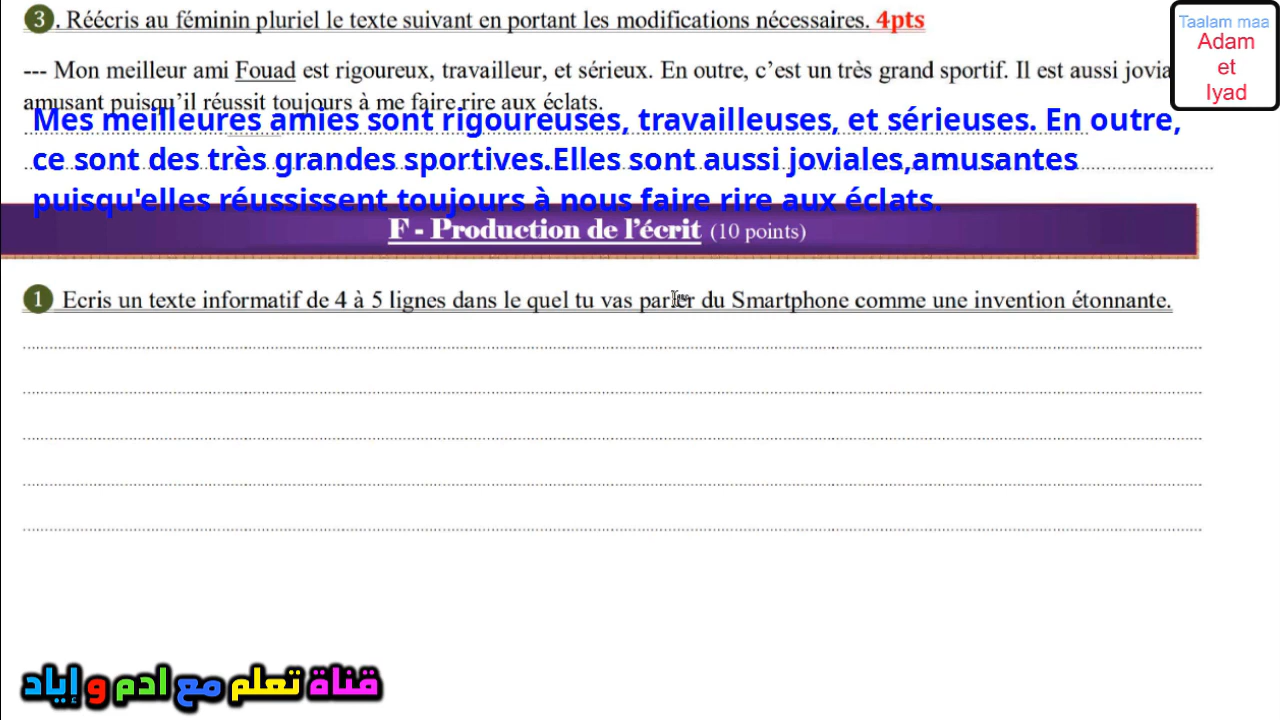 3. Réécris au féminin pluriel le texte suivant en portant les modifications nécessaires. 4pts
Taalam maa
Adam
et
Iyad
--- Mon meilleur ami Fouad est rigoureux, travailleur, et sérieux. En outre, c'est un très grand sportif. Il est aussi
amusant puisqu'il réussit toujours à me faire rire aux éclats.
Mes meilleures amies sont rigoureuses, travailleuses, et sérieuses. En outre,
ce sont des très grandes sportives.Elles sont aussi joviales,amusantes
puisqu'elles réussissent toujours à nous faire rire aux éclats.
F - Production de l'écrit (10 points)
1 Ecris un texte informatif de 4 à 5 lignes dans le quel tu vas parler du Smartphone comme une invention étonnante.
قناة تعلم مع ادم و إياد